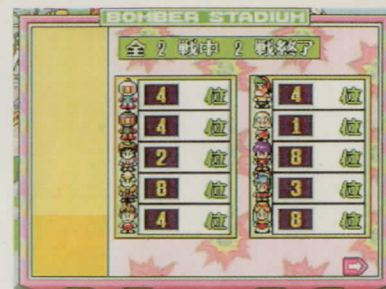 BOMBER STADIUM
全 2 戦中 2 戦終了
4 位 4 位
4 位 1 位
2 位 8 位
8 位 3 位
4 位 8 位